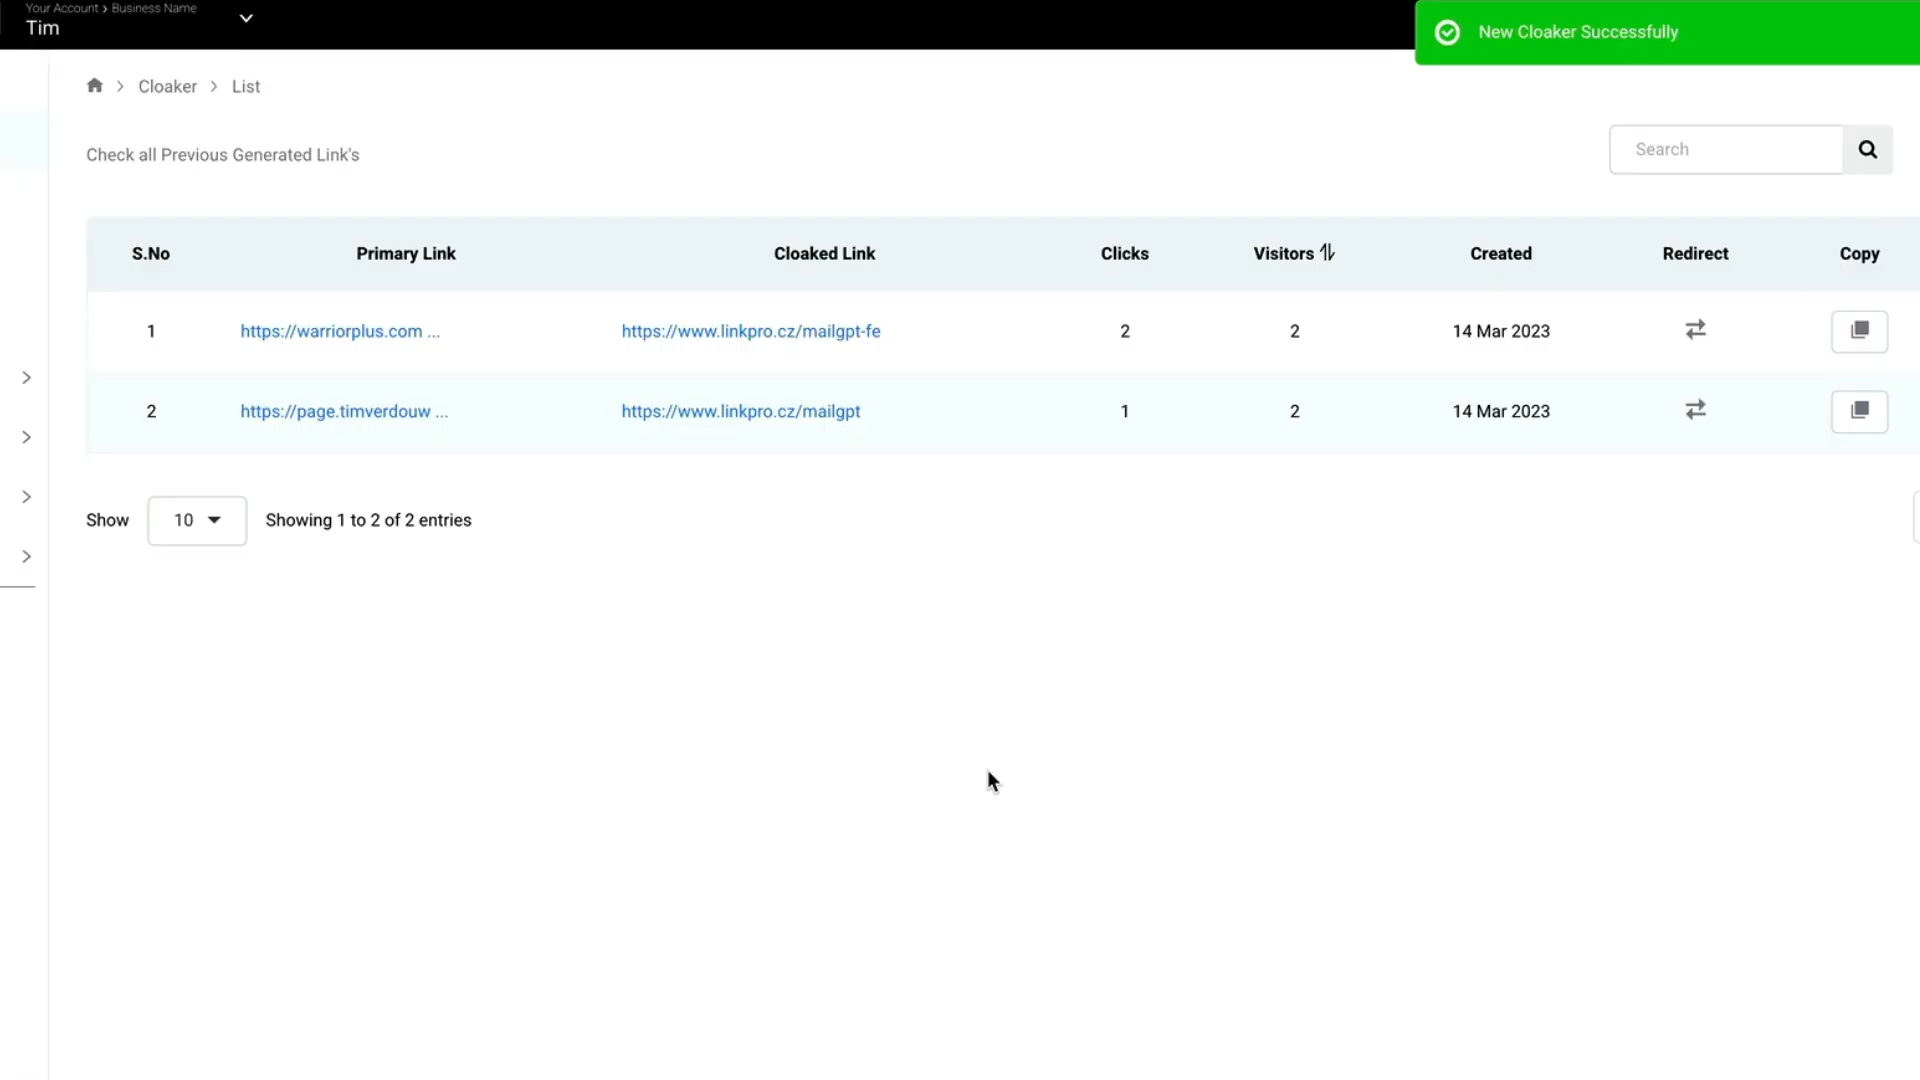 Your Account > Business Name
Tim
New Cloaker Successfully
Cloaker > List
Check all Previous Generated Link's
Search
S.No Primary Link Cloaked Link Clicks Visitors Created Redirect Copy
1 https://warriorplus.com ... https://www.linkpro.cz/mailgpt-fe 2 2 14 Mar 2023
2 https://page.timverdouw ... https://www.linkpro.cz/mailgpt 1 2 14 Mar 2023
Show 10 Showing 1 to 2 of 2 entries